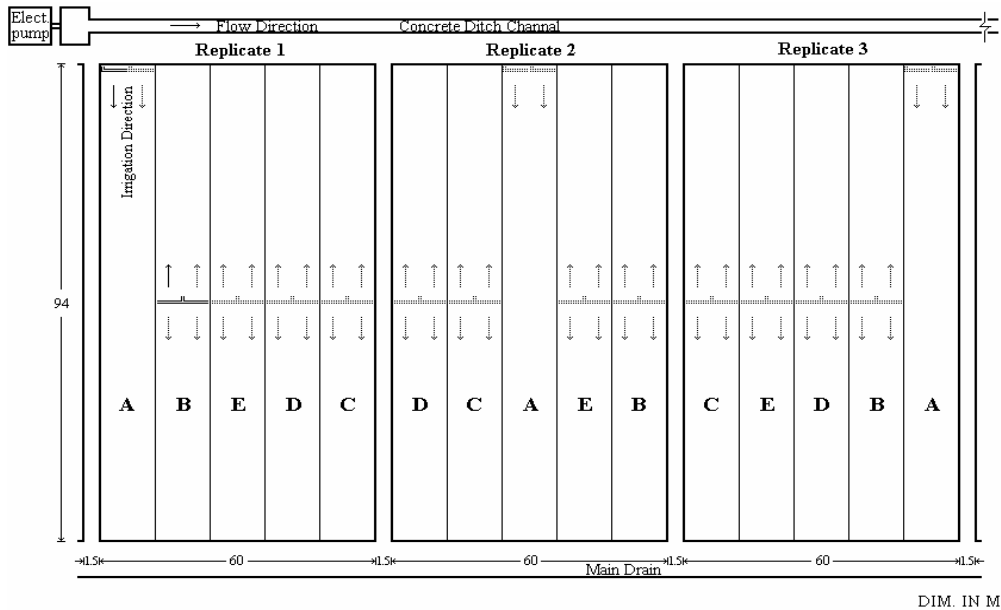 Elect.
pump
Flow Direction
Concrete Ditch Channal
Replicate 1
Replicate 2
Replicate 3
Irrigation Direction
94
A B E D C
D C A E B
C E D B A
1.5 60 1.5 60 1.5 60 1.5
Main Drain
DIM. IN M